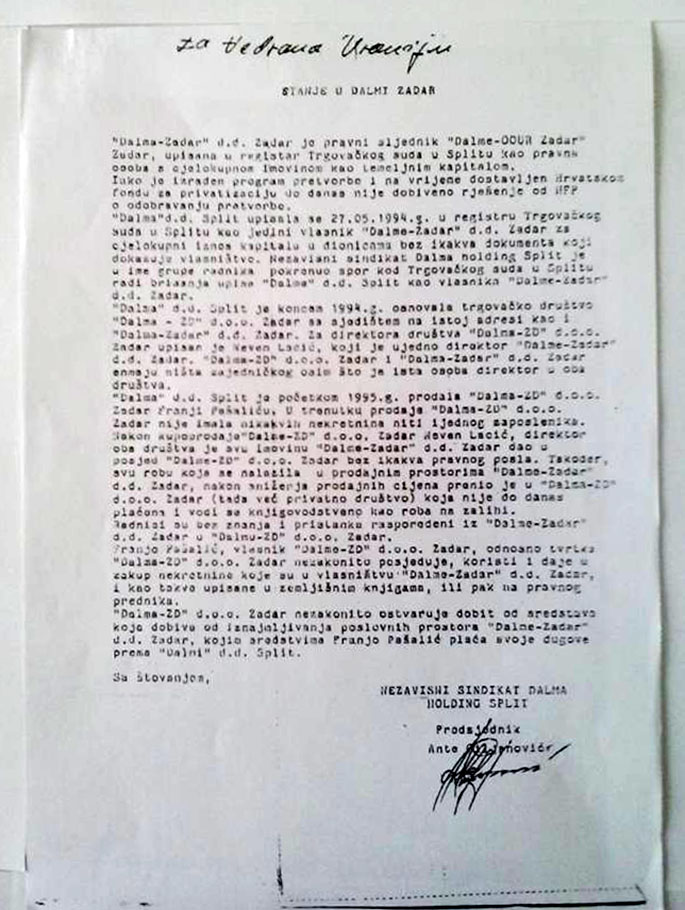 za Vedrana Uraniju
STANJE U DALMI ZADAR
"Dalma-Zadar" d.d. Zadar je pravni sljednik "Dalme-OOUR Zadar"
Zadar, upisana u registar Trgovačkog suda u Splitu kao pravna
osoba s cjelokupnom imovinom kao temeljnim kapitalom.
Iako je izrađen program pretvorbe i na vrijeme dostavljen Hrvatskom
fondu za privatizaciju do danas nije dobiveno rješenje od HFP
o odobravanju pretvorbe.
"Dalma"d.d. Split upisala se 27.05.1994.g. u registru Trgovačkog
suda u Splitu kao jedini vlasnik "Dalme-Zadar" d.d. Zadar za
cjelokupni iznos kapitala u dionicama bez ikakva dokumenta koji
dokazuje vlasništvo. Nezavisni sindikat Dalma holding Split je
u ime grupe radnika pokrenuo spor kod Trgovačkog suda u Splitu
radi brisanja upisa "Dalma" d.d. Split kao vlasnika "Dalme-Zadar"
d.d. Zadar.
"Dalma" d.d. Split je koncem 1994.g. osnovala trgovačko društvo
"Dalma - ZD" d.o.o. Zadar sa sjedištem na istoj adresi kao i
"Dalma-Zadar" d.d. Zadar. Za direktora društva "Dalma-ZD" d.o.o.
Zadar upisan je Neven Lacić, koji je ujedno direktor "Dalme-Zadar"
d.d. Zadar. "Dalma-ZD" d.o.o. Zadar i "Dalma-Zadar" d.d. Zadar
nemaju ništa zajedničkog osim što je ista osoba direktor u oba
društva.
"Dalma" d.d. Split je početkom 1995.g. prodala "Dalma-ZD" d.o.o.
Zadar Franji Pašaliću. U trenutku prodaje "Dalma-ZD" d.o.o.
Zadar nije imala nikakvih nekretnina niti ijednog zaposlenika.
Nakon kupoprodaje"Dalma-ZD" d.o.o. Zadar Neven Lacić, direktor
oba društva je svu imovinu "Dalme-Zadar" d.d. Zadar dao u
posjed "Dalma-ZD" d.o.o. Zadar bez ikakva pravnog posla. Također,
svu robu koja se nalazila u prodajnim prostorima "Dalma-Zadar"
d.d. Zadar, nakon sniženja prodajnih cijena prenio je u "Dalma-ZD"
d.o.o. Zadar (tada već privatno društvo) koja nije do danas
plaćena i vodi se knjigovodstveno kao roba na zalihi.
Radnici su bez znanja i pristanka raspoređeni iz "Dalme-Zadar"
d.d. Zadar u "Dalmu-ZD" d.o.o. Zadar.
Franjo Pašalić, vlasnik "Dalme-ZD" d.o.o. Zadar, odnosno tvrtka
"Dalma-ZD" d.o.o. Zadar nezakonito posjeduje, koristi i daje u
zakup nekretnine koje su u vlasništvu "Dalme-Zadar" d.d. Zadar,
i kao takve upisane u zemljišnim knjigama, ili pak na pravnog
prednika.
"Dalma-ZD" d.o.o. Zadar nezakonito ostvaruje dobit od sredstava
koje dobive od iznajmljivanja poslovnih prostora "Dalme-Zadar"
d.d. Zadar, kojim sredstvima Franjo Pašalić plaća svoje dugove
prema "Dalmi" d.d. Split.
Sa štovanjem,
NEZAVISNI SINDIKAT DALMA
HOLDING SPLIT
Predsjednik
Ante